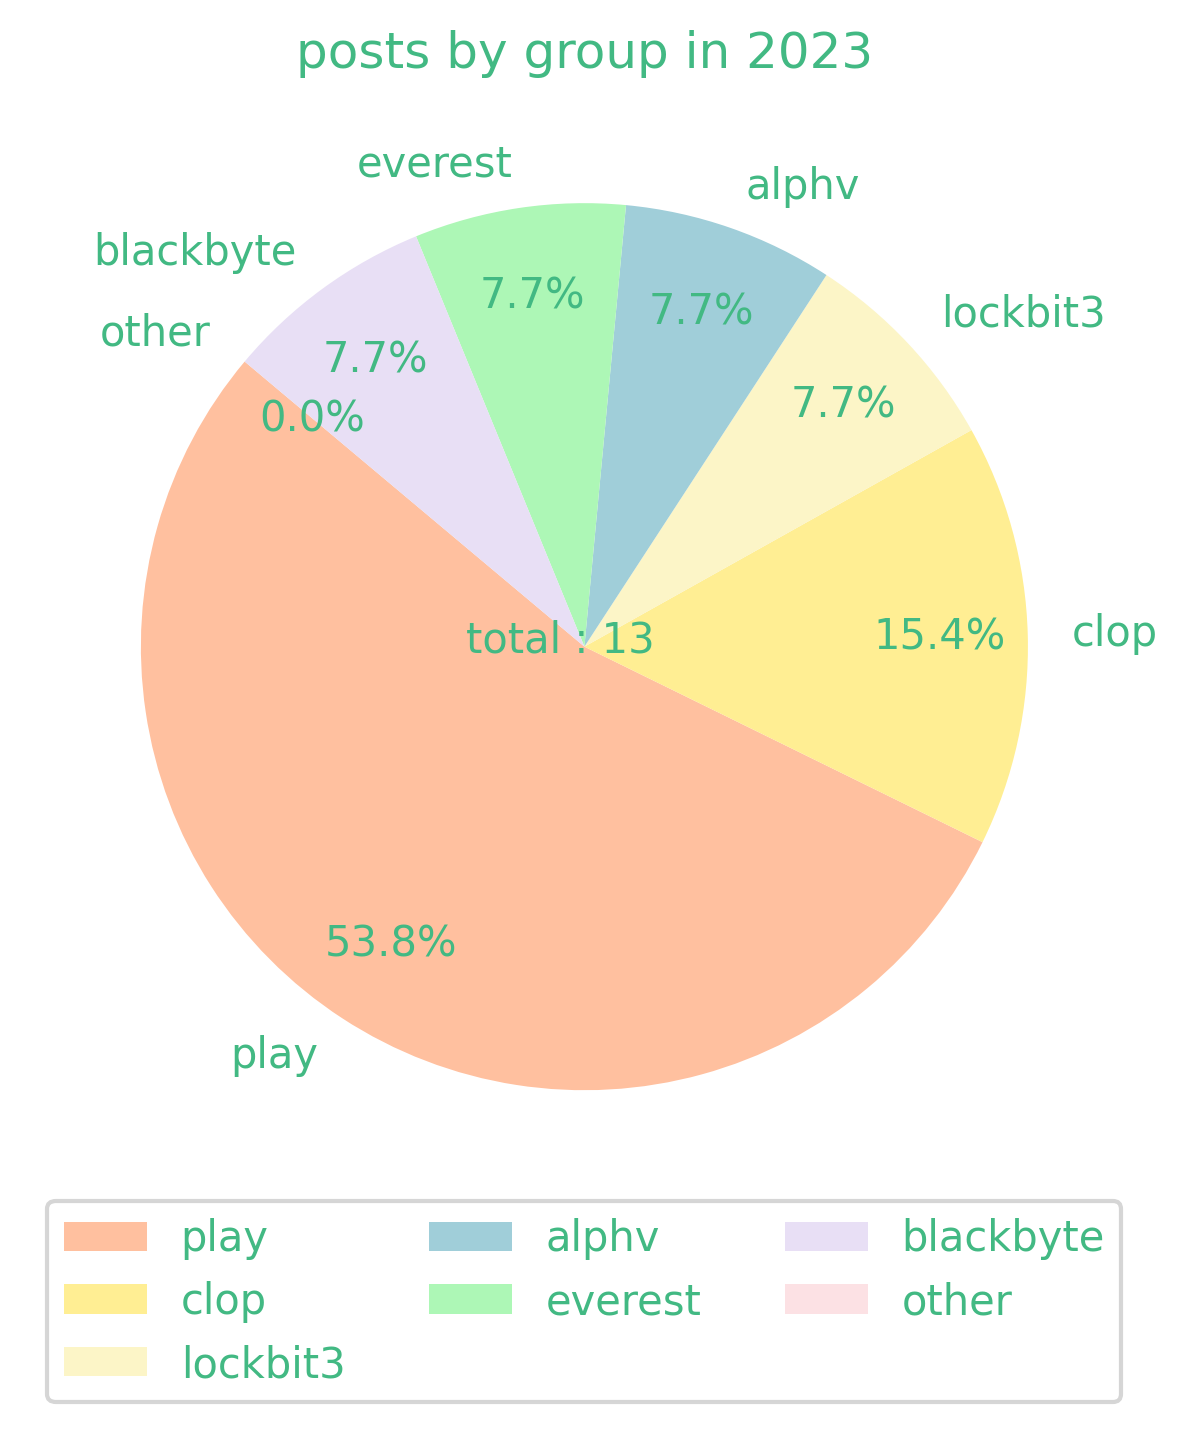 posts by group in 2023
everest
alphv
blackbyte
lockbit3
other
7.7%
7.7%
7.7%
7.7%
0.0%
total : 13
15.4%
clop
53.8%
play
play
alphv
blackbyte
clop
everest
other
lockbit3